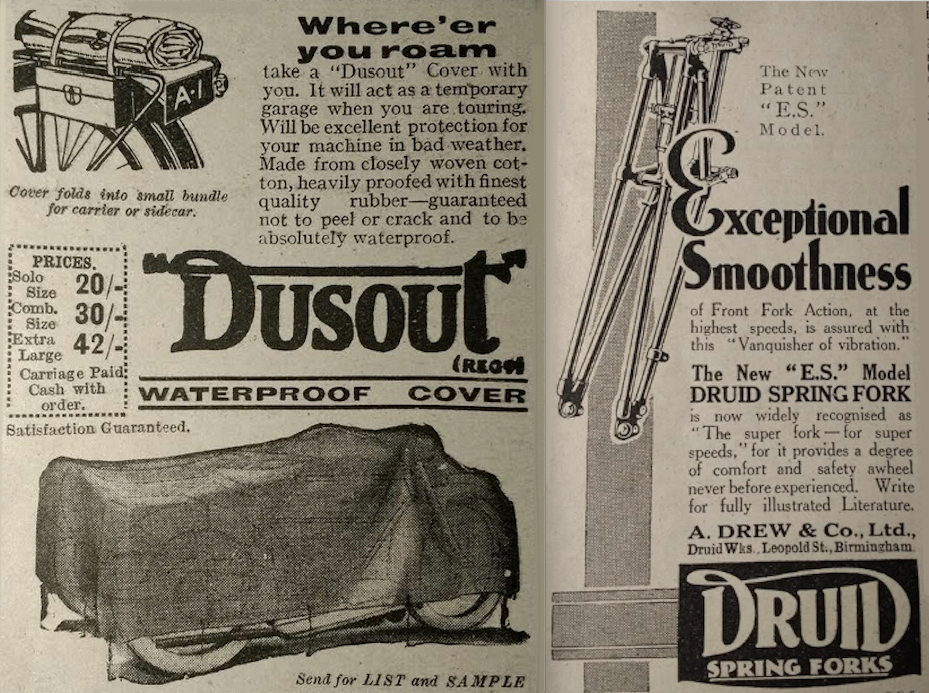 Where'er
you roam
take a "Dusout" Cover with
you. It will act as a temporary
garage when you are touring.
Will be excellent protection for
your machine in bad weather.
Made from closely woven cot-
ton, heavily proofed with finest
quality rubber—guaranteed
not to peel or crack and to be
absolutely waterproof.
A·1
Cover folds into small bundle
for carrier or sidecar.
PRICES.
Solo
Size 20/-
Comb.
Size 30/-
Extra
Large 42/-
Carriage Paid
Cash with
order.
DUSOUT
(REGD)
WATERPROOF COVER
Satisfaction Guaranteed.
Send for LIST and SAMPLE
The New
Patent
"E.S."
Model.
Exceptional
Smoothness
of Front Fork Action, at the
highest speeds, is assured with
this "Vanquisher of vibration."
The New "E.S." Model
DRUID SPRING FORK
is now widely recognised as
"The super fork—for super
speeds," for it provides a degree
of comfort and safety awheel
never before experienced. Write
for fully illustrated Literature.
A. DREW & Co., Ltd.,
Druid Wks., Leopold St., Birmingham.
DRUID
SPRING FORKS